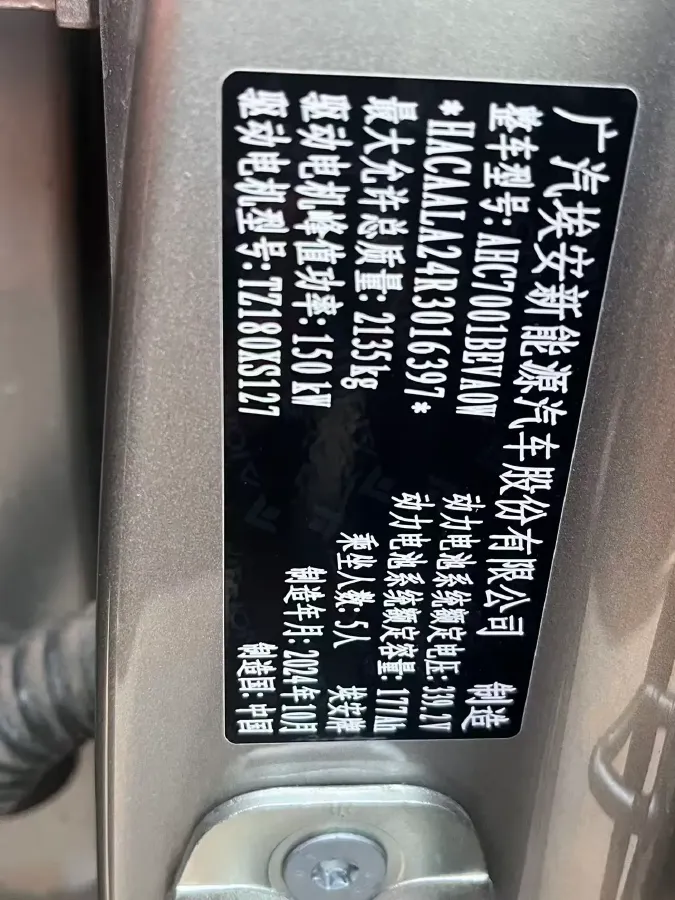 广汽埃安新能源汽车股份有限公司 制造
整车型号: AHC7001BEVA0W
*HACAALA24R3016397*
动力电池系统额定电压: 339.2V
动力电池系统额定容量: 177Ah
最大允许总质量: 2135kg
乘坐人数: 5人 埃安牌
驱动电机峰值功率: 150 kW
制造年月: 2024年10月
驱动电机型号: TZ180XS127
制造国: 中国